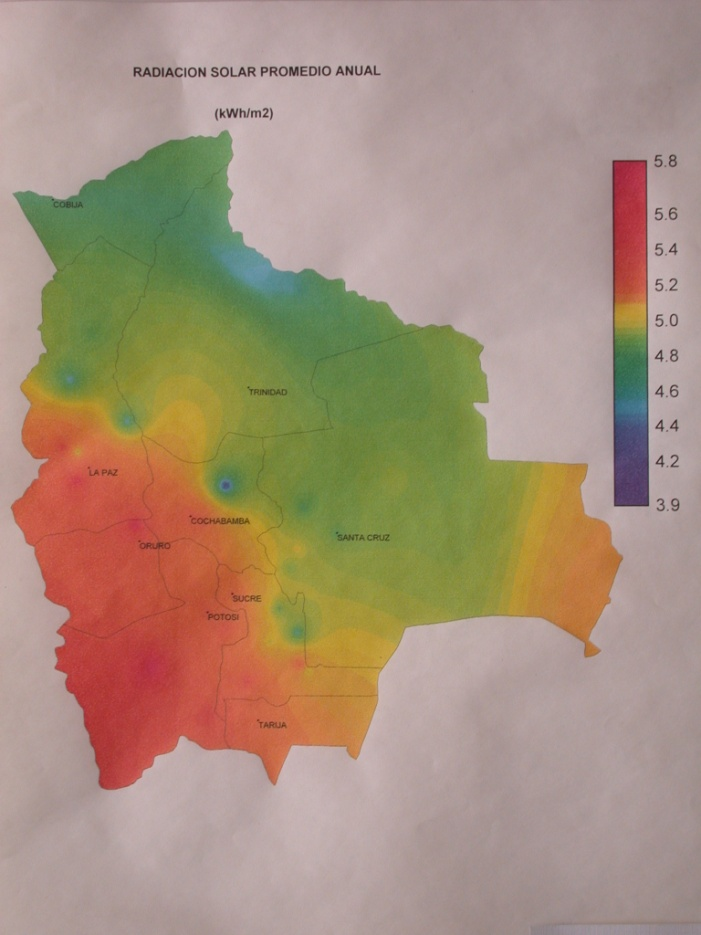 RADIACION SOLAR PROMEDIO ANUAL
(kWh/m2)
5.8
5.6
5.4
5.2
5.0
4.8
4.6
4.4
4.2
3.9
COBIJA
TRINIDAD
LA PAZ
COCHABAMBA
SANTA CRUZ
ORURO
SUCRE
POTOSI
TARIJA